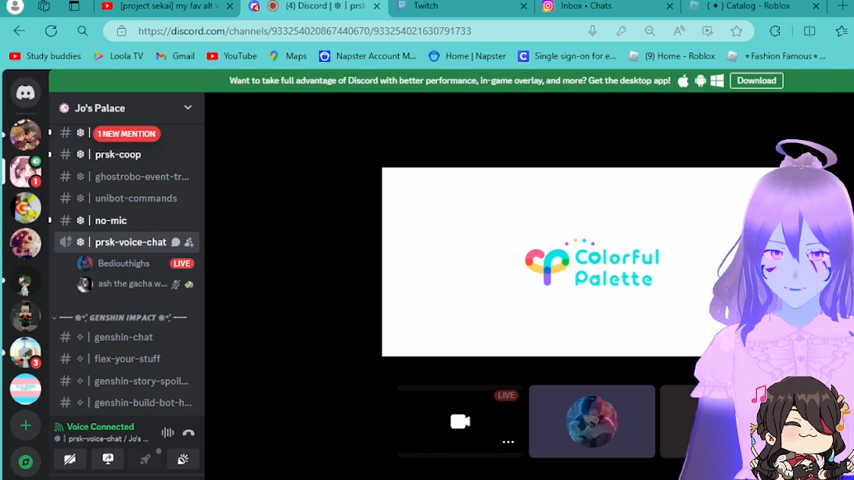 [project sekai] my fav alt v
(4) Discord | ❄ | prsk
Twitch
Inbox • Chats
( ✦ ) Catalog - Roblox
https://discord.com/channels/933254020867440670/933254021630791733
Study buddies
Loola TV
Gmail
YouTube
Maps
Napster Account M...
Home | Napster
Single sign-on for e...
(9) Home - Roblox
⋆Fashion Famous⋆...
Want to take full advantage of Discord with better performance, in-game overlay, and more? Get the desktop app!
Download
Jo's Palace
1 NEW MENTION
prsk-coop
ghostrobo-event-tr...
unibot-commands
no-mic
prsk-voice-chat
Bediouthighs
LIVE
ash the gacha w...
GENSHIN IMPACT
genshin-chat
flex-your-stuff
genshin-story-spoil...
genshin-build-bot-h...
Voice Connected
prsk-voice-chat / Jo's ...
1
3
Colorful
Palette
LIVE